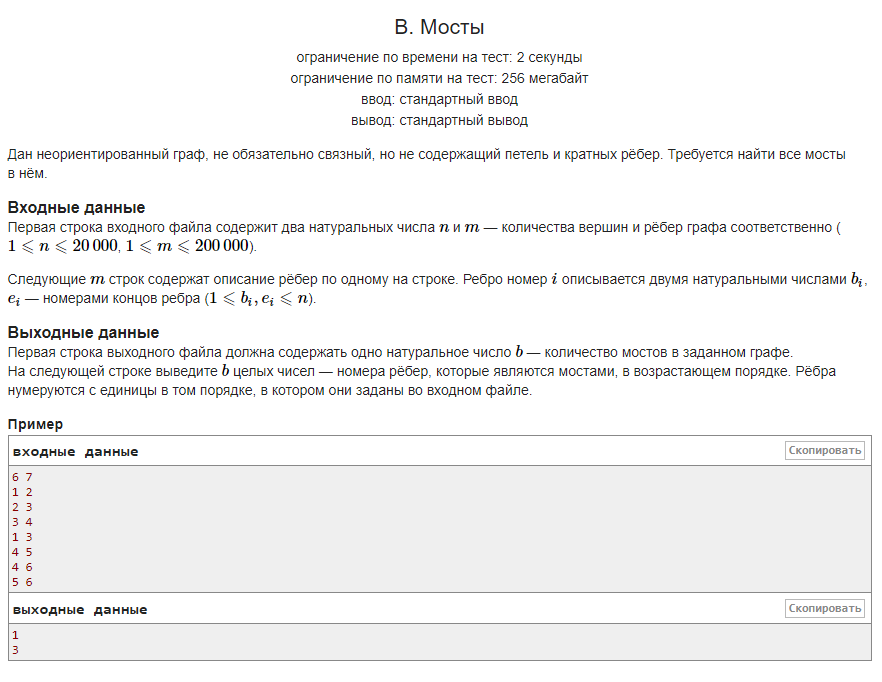 В. Мосты
ограничение по времени на тест: 2 секунды
ограничение по памяти на тест: 256 мегабайт
ввод: стандартный ввод
вывод: стандартный вывод
Дан неориентированный граф, не обязательно связный, но не содержащий петель и кратных рёбер. Требуется найти все мосты
в нём.
Входные данные
Первая строка входного файла содержит два натуральных числа n и m — количества вершин и рёбер графа соответственно (
1 ⩽ n ⩽ 20 000, 1 ⩽ m ⩽ 200 000).
Следующие m строк содержат описание рёбер по одному на строке. Ребро номер i описывается двумя натуральными числами b_i,
e_i — номерами концов ребра (1 ⩽ b_i, e_i ⩽ n).
Выходные данные
Первая строка выходного файла должна содержать одно натуральное число b — количество мостов в заданном графе.
На следующей строке выведите b целых чисел — номера рёбер, которые являются мостами, в возрастающем порядке. Рёбра
нумеруются с единицы в том порядке, в котором они заданы во входном файле.
Пример
входные данные Скопировать
6 7
1 2
2 3
3 4
1 3
4 5
4 6
5 6
выходные данные Скопировать
1
3